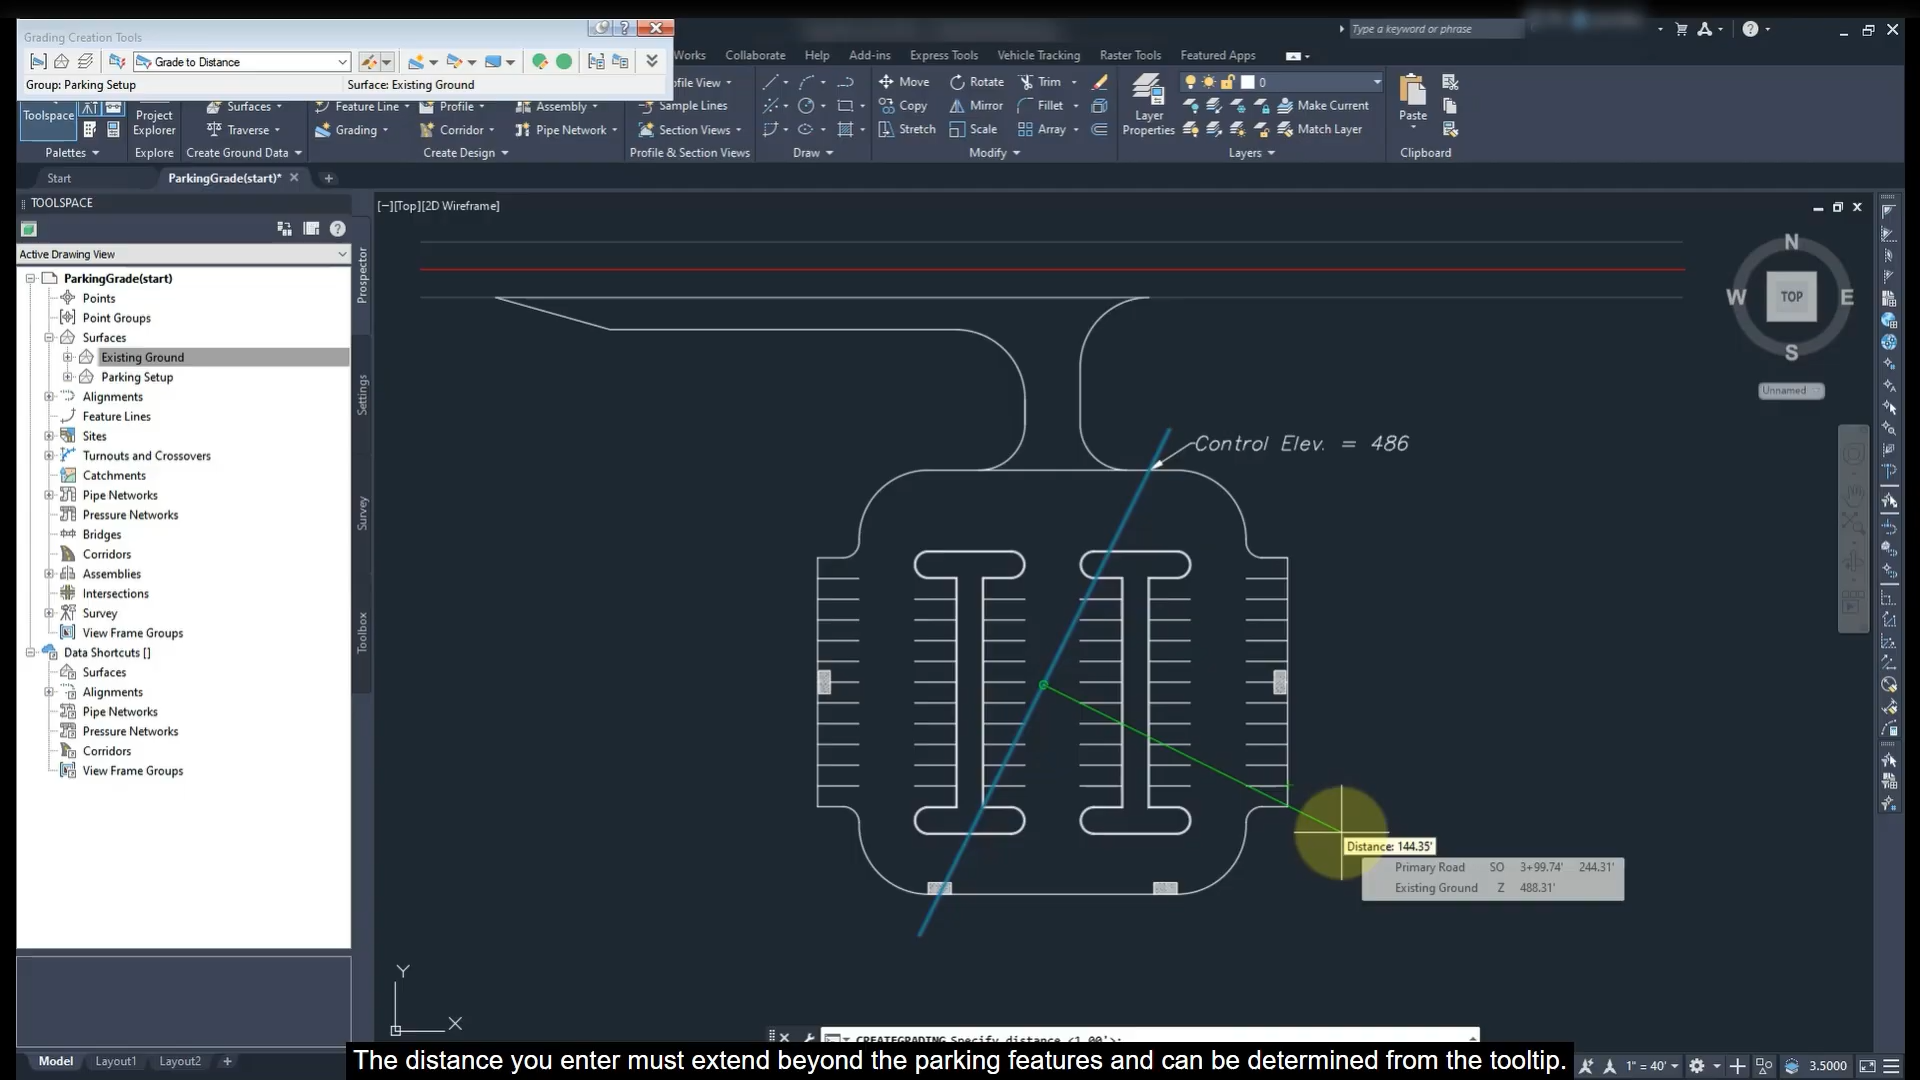 Grading Creation Tools
Type a keyword or phrase
Works Collaborate Help Add-ins Express Tools Vehicle Tracking Raster Tools Featured Apps
Grade to Distance
Group: Parking Setup Surface: Existing Ground
Move Rotate Trim
0
Toolspace Project Explorer Surfaces Feature Line Profile Assembly Sample Lines
Copy Mirror Fillet
Layer Properties Make Current
Paste
Traverse Grading Corridor Pipe Network Section Views
Stretch Scale Array
Match Layer
Palettes Explore Create Ground Data Create Design Profile & Section Views Draw Modify Layers Clipboard
Start ParkingGrade(start)*
TOOLSPACE
[−][Top][2D Wireframe]
Active Drawing View
ParkingGrade(start)
Points
Point Groups
Surfaces
Existing Ground
Parking Setup
Alignments
Feature Lines
Sites
Turnouts and Crossovers
Catchments
Pipe Networks
Pressure Networks
Bridges
Corridors
Assemblies
Intersections
Survey
View Frame Groups
Data Shortcuts []
Surfaces
Alignments
Pipe Networks
Pressure Networks
Corridors
View Frame Groups
Prospector
Settings
Survey
Toolbox
N
W TOP E
S
Unnamed
Control Elev. = 486
Distance: 144.35'
Primary Road SO 3+99.74' 244.31'
Existing Ground Z 488.31'
Y
X
CREATEGRADING Specify distance <1.00'>:
Model Layout1 Layout2
The distance you enter must extend beyond the parking features and can be determined from the tooltip.
1" = 40' 3.5000